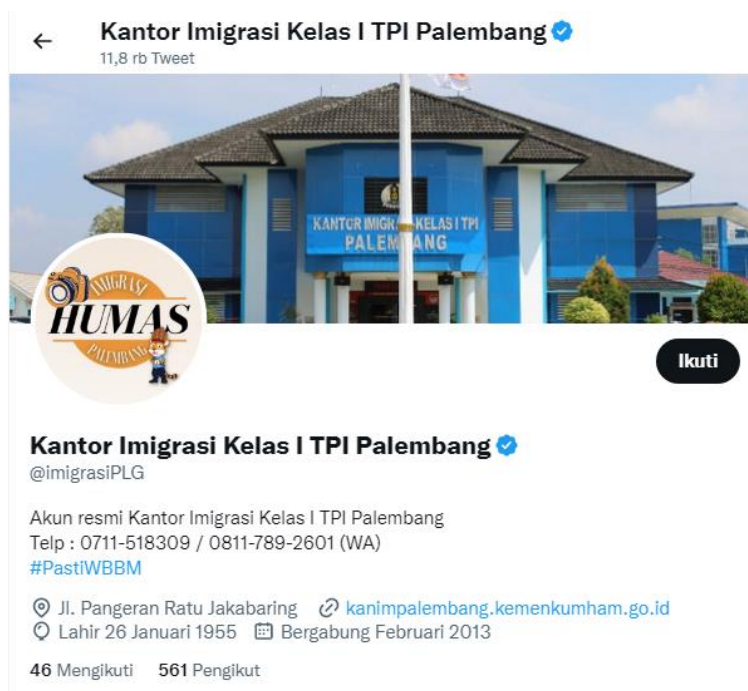 Kantor Imigrasi Kelas I TPI Palembang
11,8 rb Tweet
KANTOR IMIGR KELAS I TPI
PALEMBANG
IMIGRASI
HUMAS
PALEMBANG
Ikuti
Kantor Imigrasi Kelas I TPI Palembang
@imigrasiPLG
Akun resmi Kantor Imigrasi Kelas I TPI Palembang
Telp : 0711-518309 / 0811-789-2601 (WA)
#PastiWBBM
Jl. Pangeran Ratu Jakabaring kanimpalembang.kemenkumham.go.id
Lahir 26 Januari 1955 Bergabung Februari 2013
46 Mengikuti 561 Pengikut